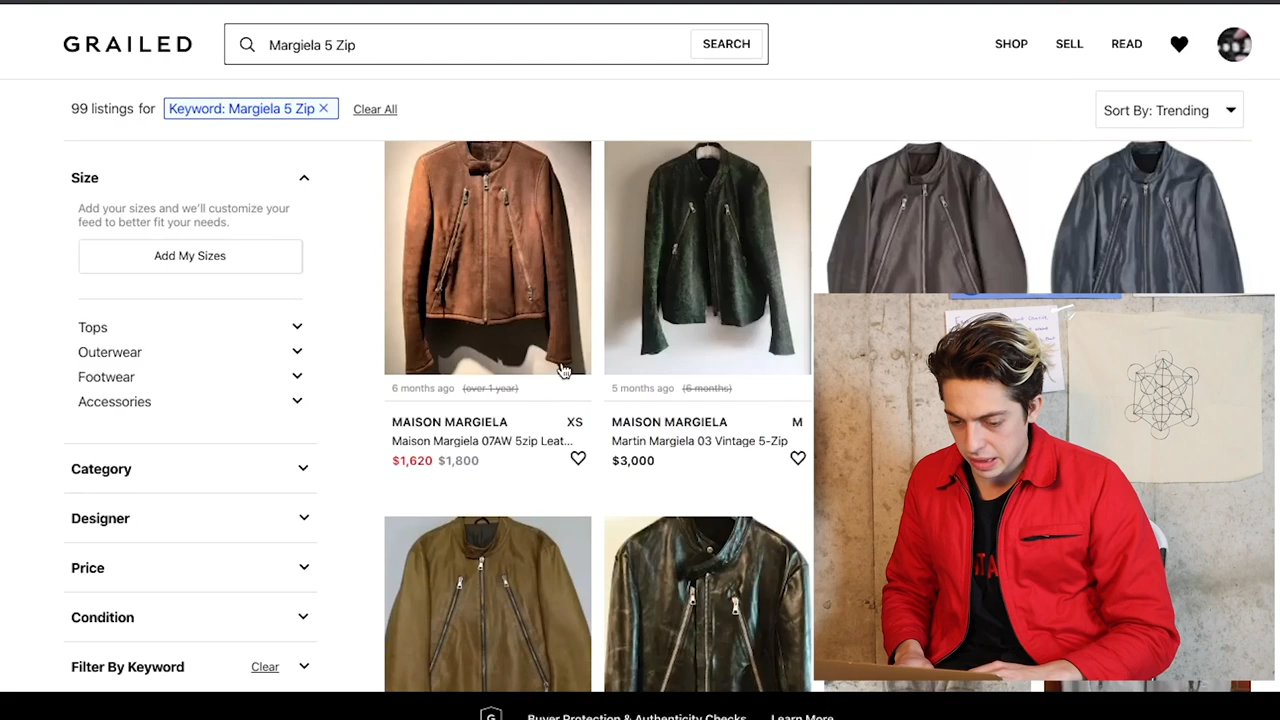 GRAILED
Margiela 5 Zip
SEARCH
SHOP
SELL
READ
99 listings for
Keyword: Margiela 5 Zip
Clear All
Sort By: Trending
Size
Add your sizes and we'll customize your
feed to better fit your needs.
Add My Sizes
Tops
Outerwear
Footwear
Accessories
Category
Designer
Price
Condition
Filter By Keyword
Clear
6 months ago (over 1 year)
MAISON MARGIELA XS
Maison Margiela 07AW 5zip Leat...
$1,620 $1,800
5 months ago (6 months)
MAISON MARGIELA M
Martin Margiela 03 Vintage 5-Zip
$3,000
G
Buyer Protection & Authenticity Checks
Learn More